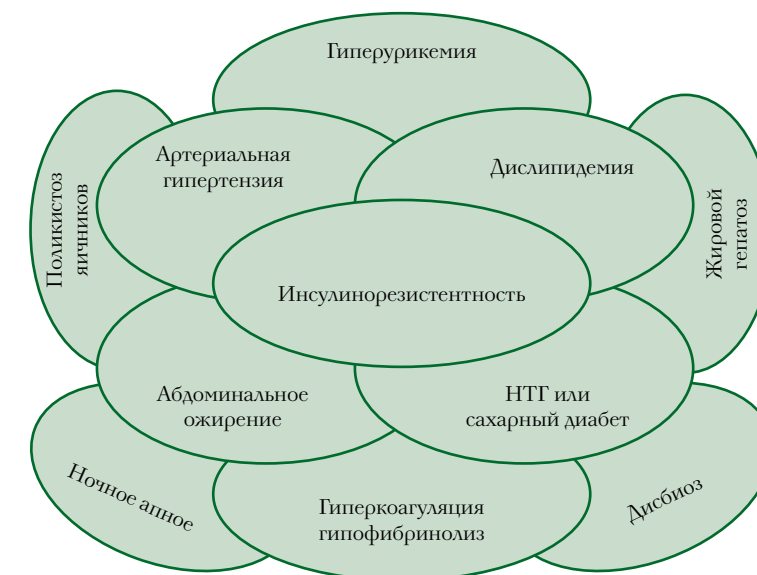 Гиперурикемия
Артериальная
гипертензия
Дислипидемия
Поликистоз
яичников
Жировой
гепатоз
Инсулинорезистентность
Абдоминальное
ожирение
НТГ или
сахарный диабет
Ночное апное
Гиперкоагуляция
гипофибринолиз
Дисбиоз